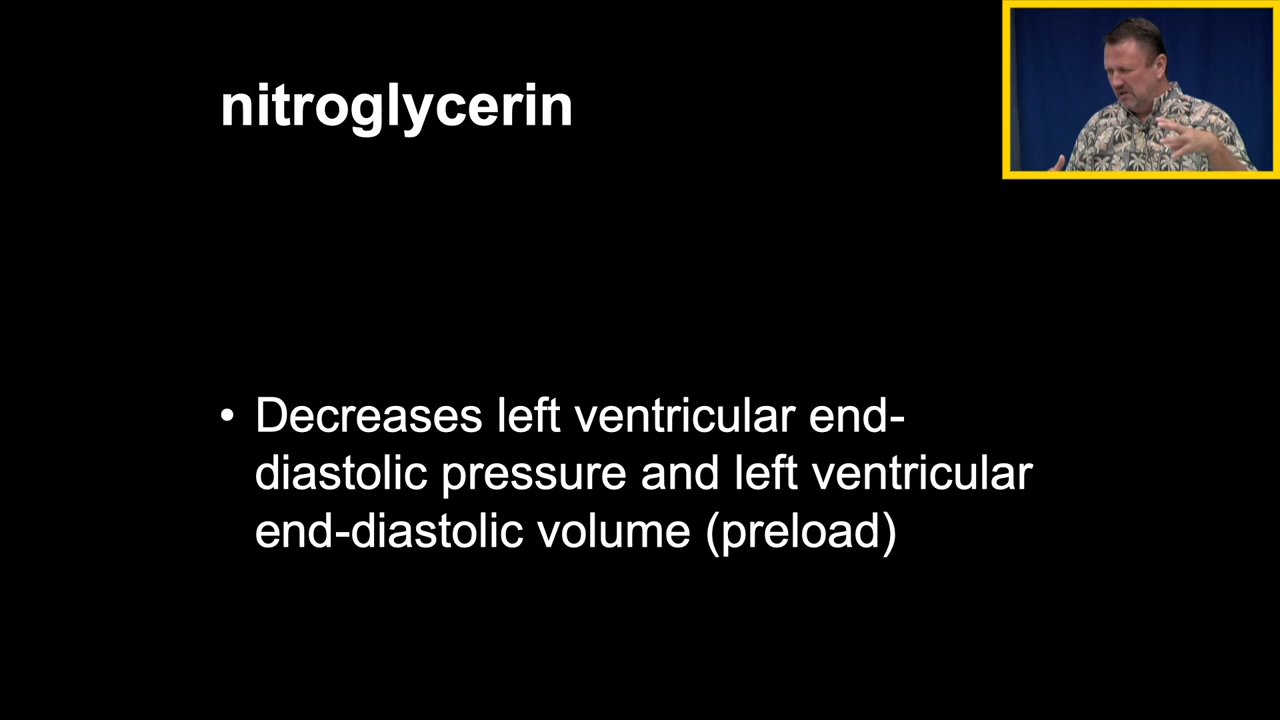 nitroglycerin
• Decreases left ventricular end-
diastolic pressure and left ventricular
end-diastolic volume (preload)